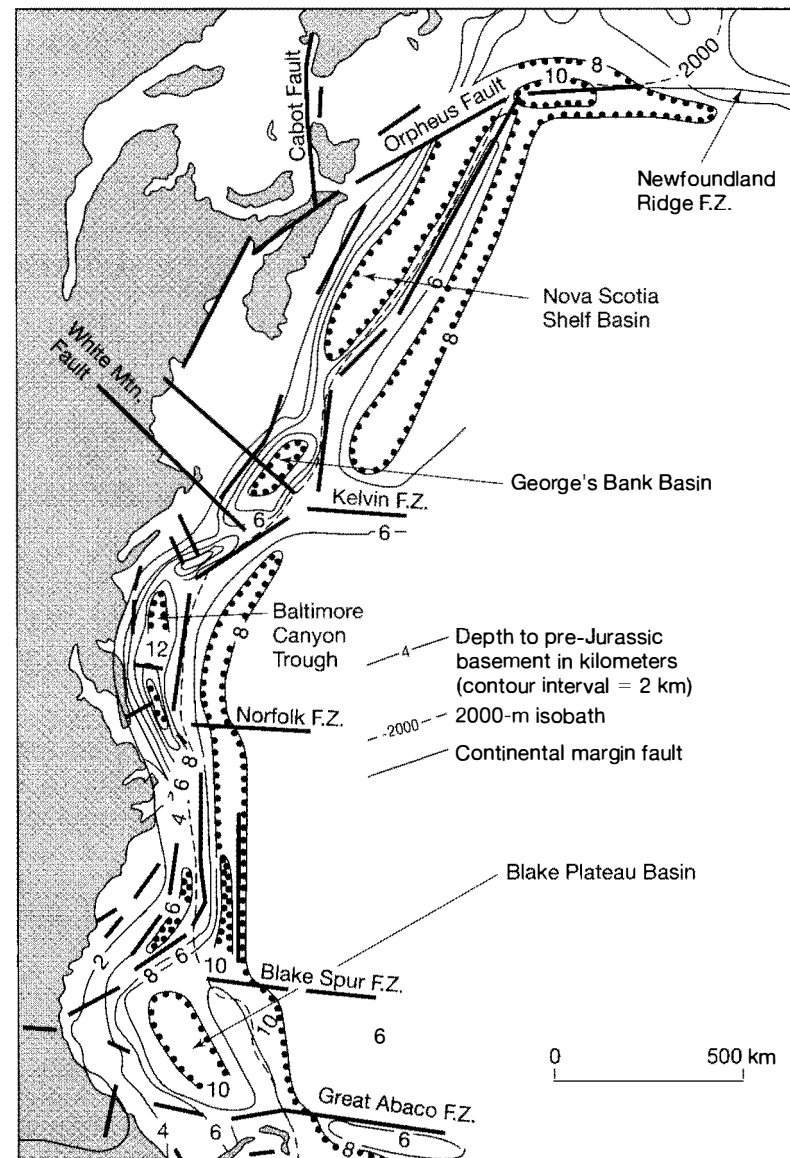 Cabot Fault
Orpheus Fault
10
8
2000
Newfoundland
Ridge F.Z.
6
Nova Scotia
Shelf Basin
8
White Mtn.
Fault
George's Bank Basin
6
Kelvin F.Z.
6
Baltimore
Canyon
Trough
8
12
4
Depth to pre-Jurassic
basement in kilometers
(contour interval = 2 km)
2000
2000-m isobath
Norfolk F.Z.
Continental margin fault
8
6
4
Blake Plateau Basin
6
2
8
6
10
Blake Spur F.Z.
10
6
0 500 km
10
Great Abaco F.Z.
4
6
6
8